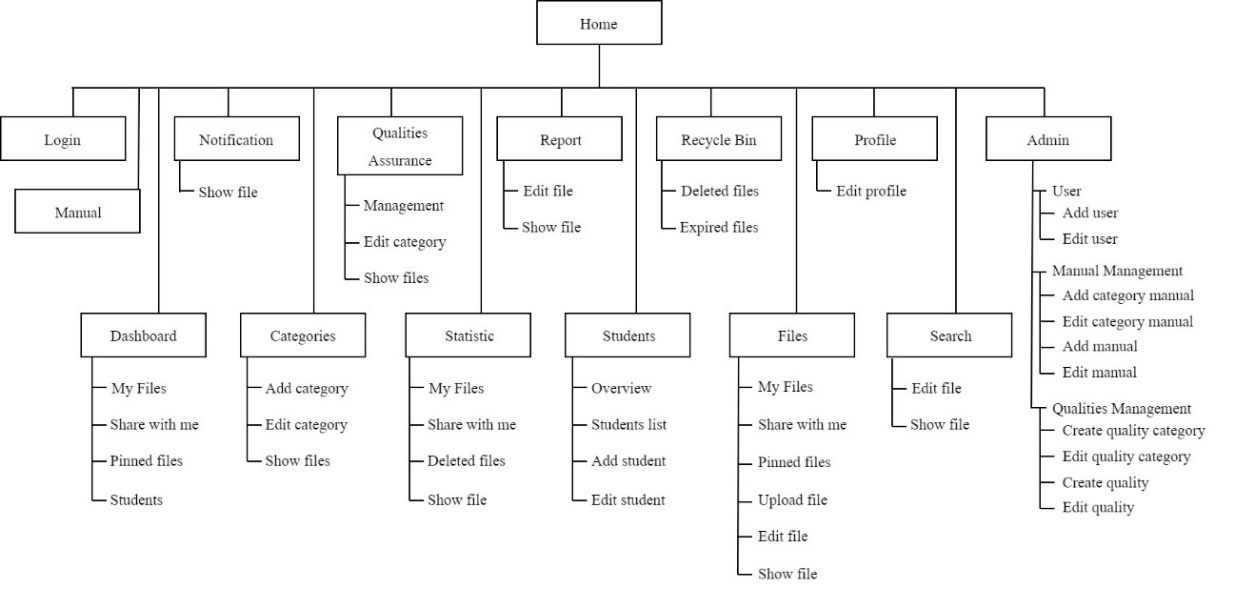 Home
Login
Manual
Notification
Show file
Qualities
Assurance
Management
Edit category
Show files
Report
Edit file
Show file
Recycle Bin
Deleted files
Expired files
Profile
Edit profile
Admin
User
Add user
Edit user
Manual Management
Add category manual
Edit category manual
Add manual
Edit manual
Qualities Management
Create quality category
Edit quality category
Create quality
Edit quality
Dashboard
My Files
Share with me
Pinned files
Students
Categories
Add category
Edit category
Show files
Statistic
My Files
Share with me
Deleted files
Show file
Students
Overview
Students list
Add student
Edit student
Files
My Files
Share with me
Pinned files
Upload file
Edit file
Show file
Search
Edit file
Show file